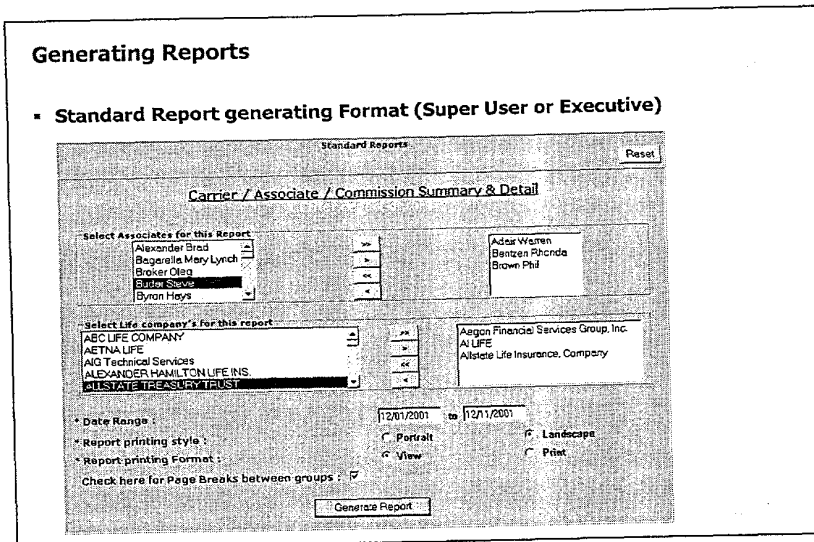 Generating Reports
▪ Standard Report generating Format (Super User or Executive)
Standard Reports
Reset
Carrier / Associate / Commission Summary & Detail
Select Associates for this Report
Alexander Brad
Bagarella Mary Lynch
Broker Oleg
Buder Steve
Byron Hays
>>
>
<<
<
Adair Warren
Bentzen Rhonda
Brown Phil
Select Life company's for this report
ABC LIFE COMPANY
AETNA LIFE
AIG Technical Services
ALEXANDER HAMILTON LIFE INS.
ALLSTATE TREASURY TRUST
>>
>
<<
<
Aegon Financial Services Group, Inc.
AI LIFE
Allstate Life Insurance, Company
* Date Range : 12/01/2001 to 12/11/2001
* Report printing style : Portrait Landscape
* Report printing Format : View Print
Check here for Page Breaks between groups :
Generate Report